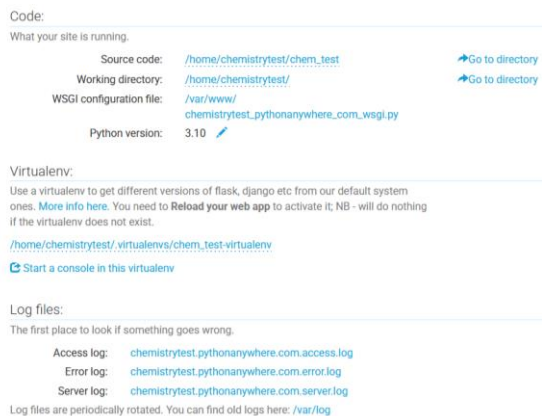 Code:
What your site is running.
Source code: /home/chemistrytest/chem_test Go to directory
Working directory: /home/chemistrytest/ Go to directory
WSGI configuration file: /var/www/
chemistrytest_pythonanywhere_com_wsgi.py
Python version: 3.10
Virtualenv:
Use a virtualenv to get different versions of flask, django etc from our default system
ones. More info here. You need to Reload your web app to activate it; NB - will do nothing
if the virtualenv does not exist.
/home/chemistrytest/.virtualenvs/chem_test-virtualenv
Start a console in this virtualenv
Log files:
The first place to look if something goes wrong.
Access log: chemistrytest.pythonanywhere.com.access.log
Error log: chemistrytest.pythonanywhere.com.error.log
Server log: chemistrytest.pythonanywhere.com.server.log
Log files are periodically rotated. You can find old logs here: /var/log